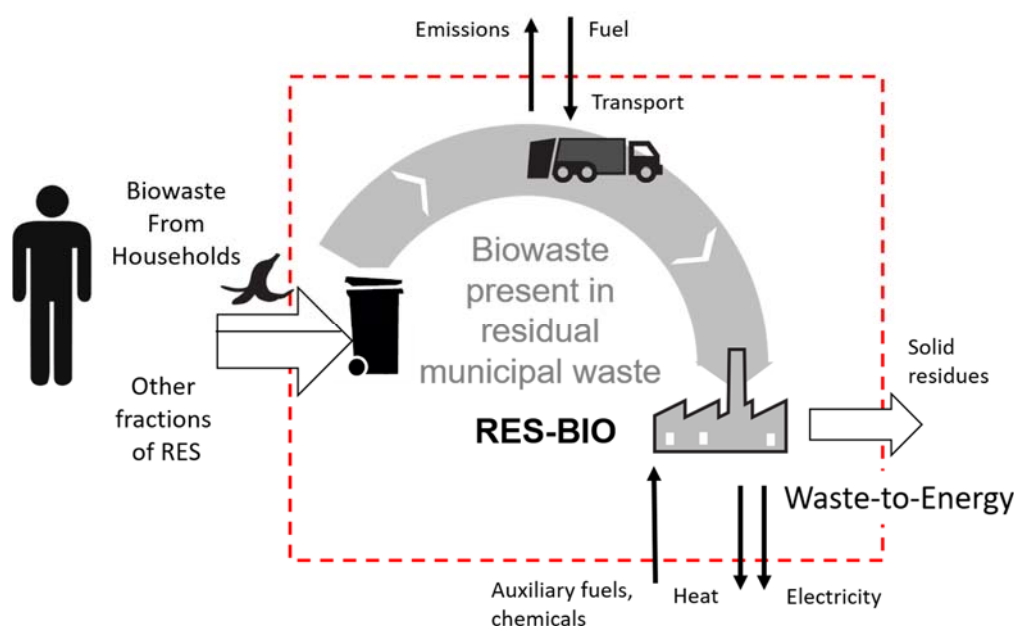 Emissions
Fuel
Transport
Biowaste
From
Households
Biowaste
present in
residual
municipal waste
RES-BIO
Other
fractions
of RES
Solid
residues
Waste-to-Energy
Auxiliary fuels,
chemicals
Heat
Electricity